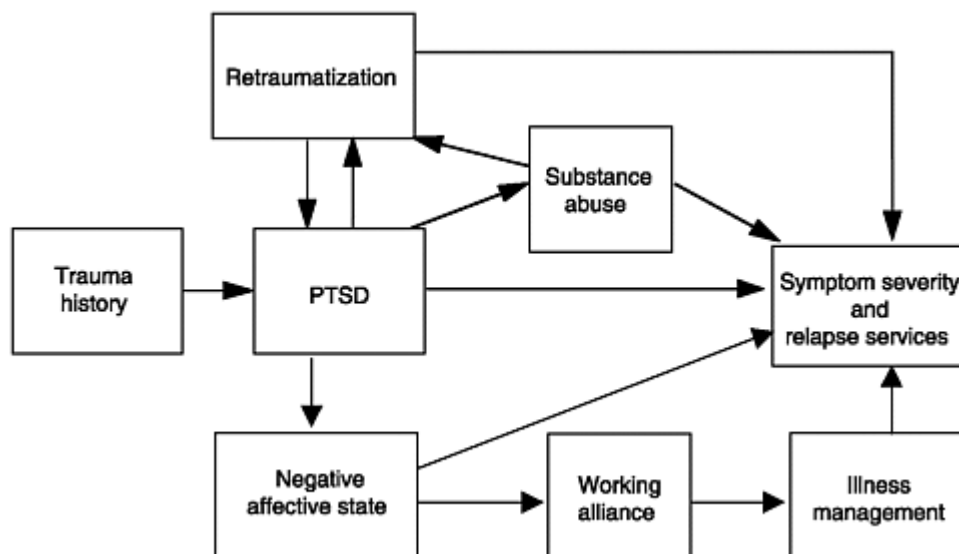 Retraumatization
Substance
abuse
Trauma
history
PTSD
Symptom severity
and
relapse services
Negative
affective state
Working
alliance
Illness
management